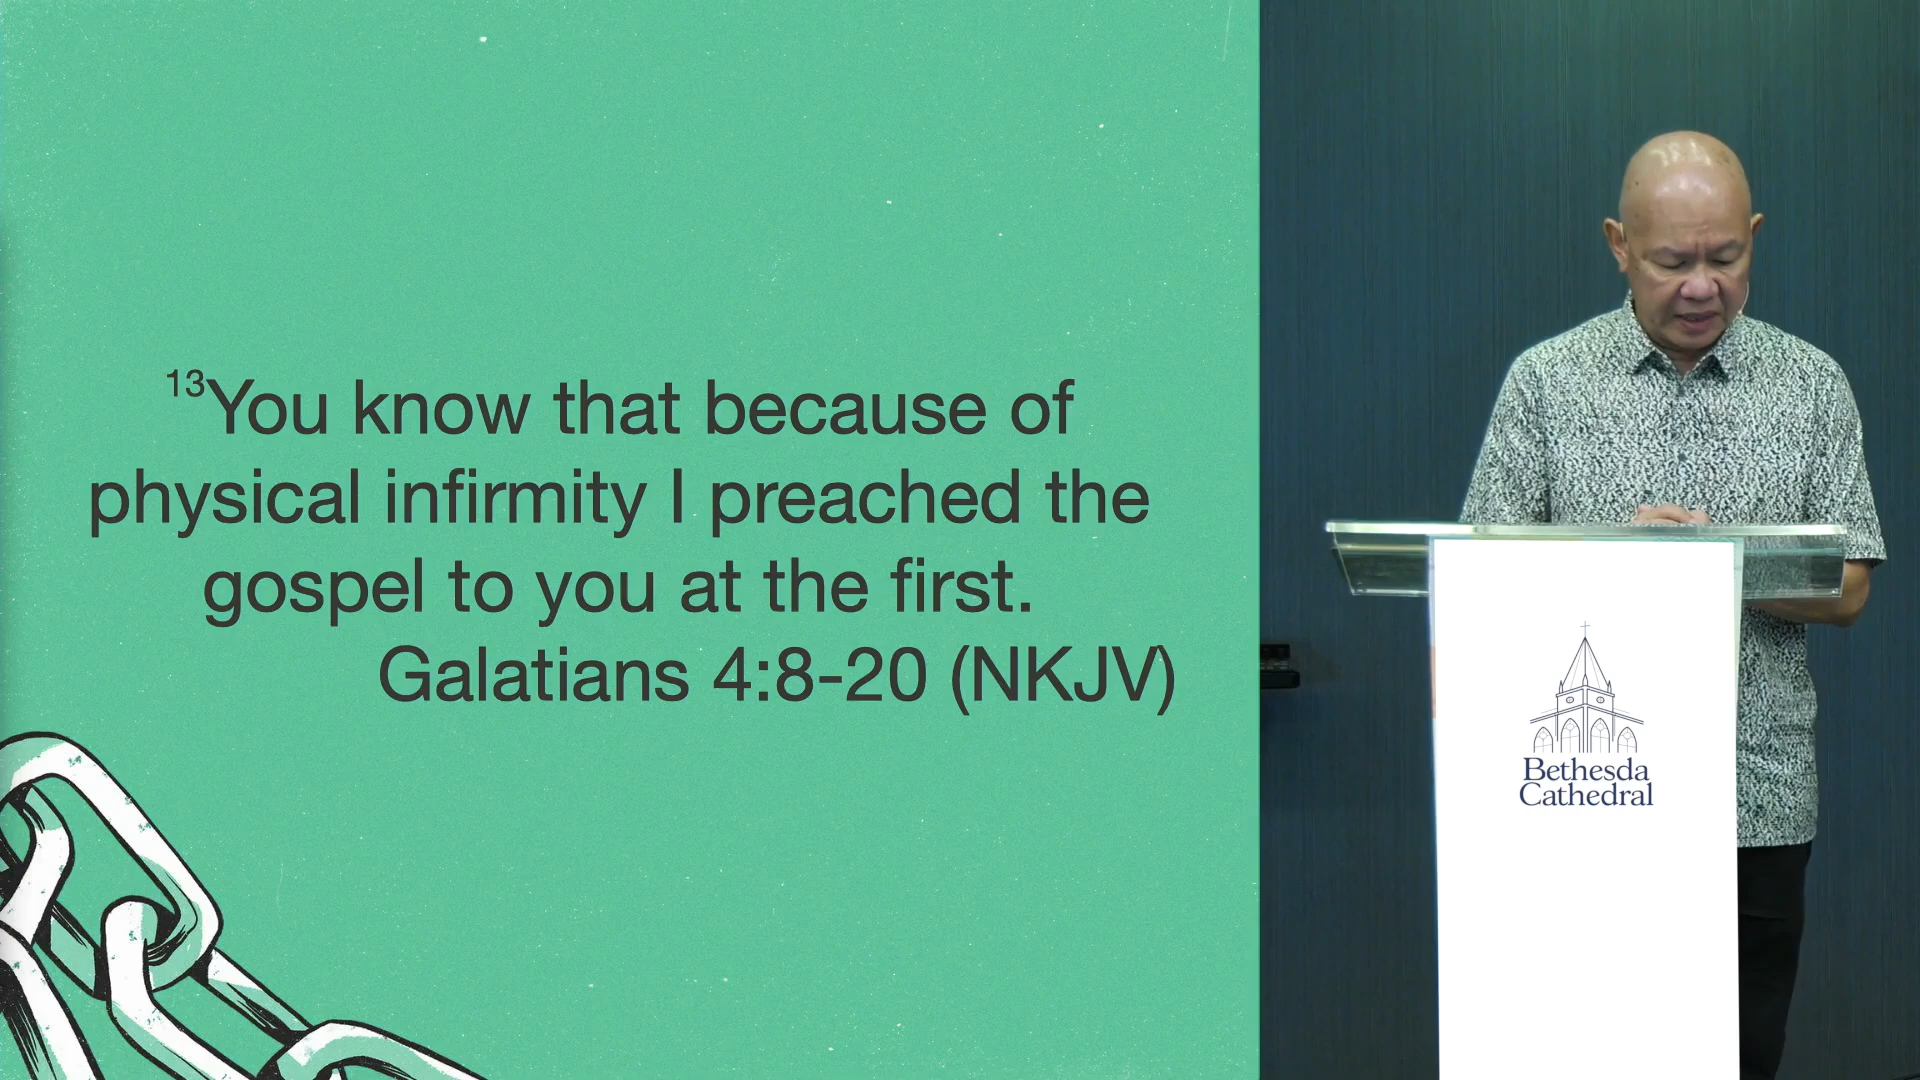 ¹³You know that because of
physical infirmity I preached the
gospel to you at the first.
Galatians 4:8-20 (NKJV)
Bethesda
Cathedral